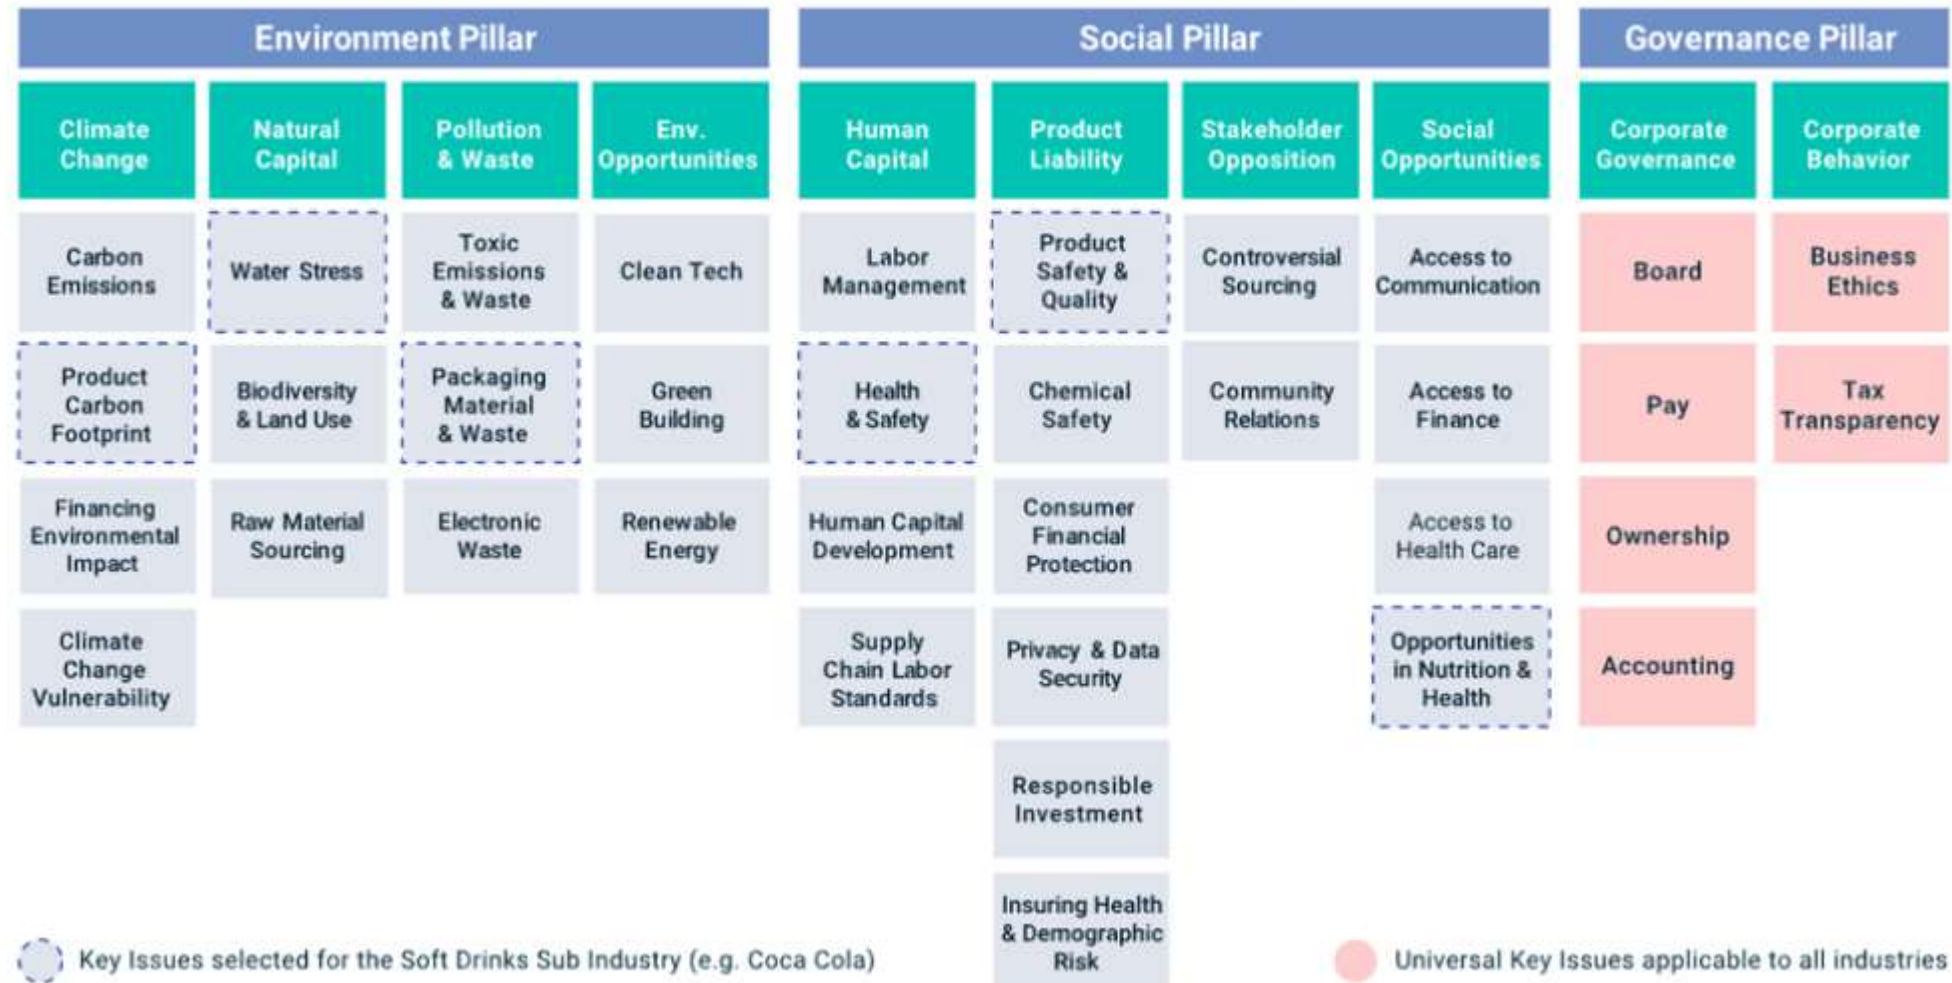 Environment Pillar
Social Pillar
Governance Pillar
Climate
Change
Natural
Capital
Pollution
& Waste
Env.
Opportunities
Human
Capital
Product
Liability
Stakeholder
Opposition
Social
Opportunities
Corporate
Governance
Corporate
Behavior
Carbon
Emissions
Water Stress
Toxic
Emissions
& Waste
Clean Tech
Labor
Management
Product
Safety &
Quality
Controversial
Sourcing
Access to
Communication
Board
Business
Ethics
Product
Carbon
Footprint
Biodiversity
& Land Use
Packaging
Material
& Waste
Green
Building
Health
& Safety
Chemical
Safety
Community
Relations
Access to
Finance
Pay
Tax
Transparency
Financing
Environmental
Impact
Raw Material
Sourcing
Electronic
Waste
Renewable
Energy
Human Capital
Development
Consumer
Financial
Protection
Access to
Health Care
Ownership
Climate
Change
Vulnerability
Supply
Chain Labor
Standards
Privacy & Data
Security
Opportunities
in Nutrition &
Health
Accounting
Responsible
Investment
Insuring Health
& Demographic
Risk
Key Issues selected for the Soft Drinks Sub Industry (e.g. Coca Cola)
Universal Key Issues applicable to all industries